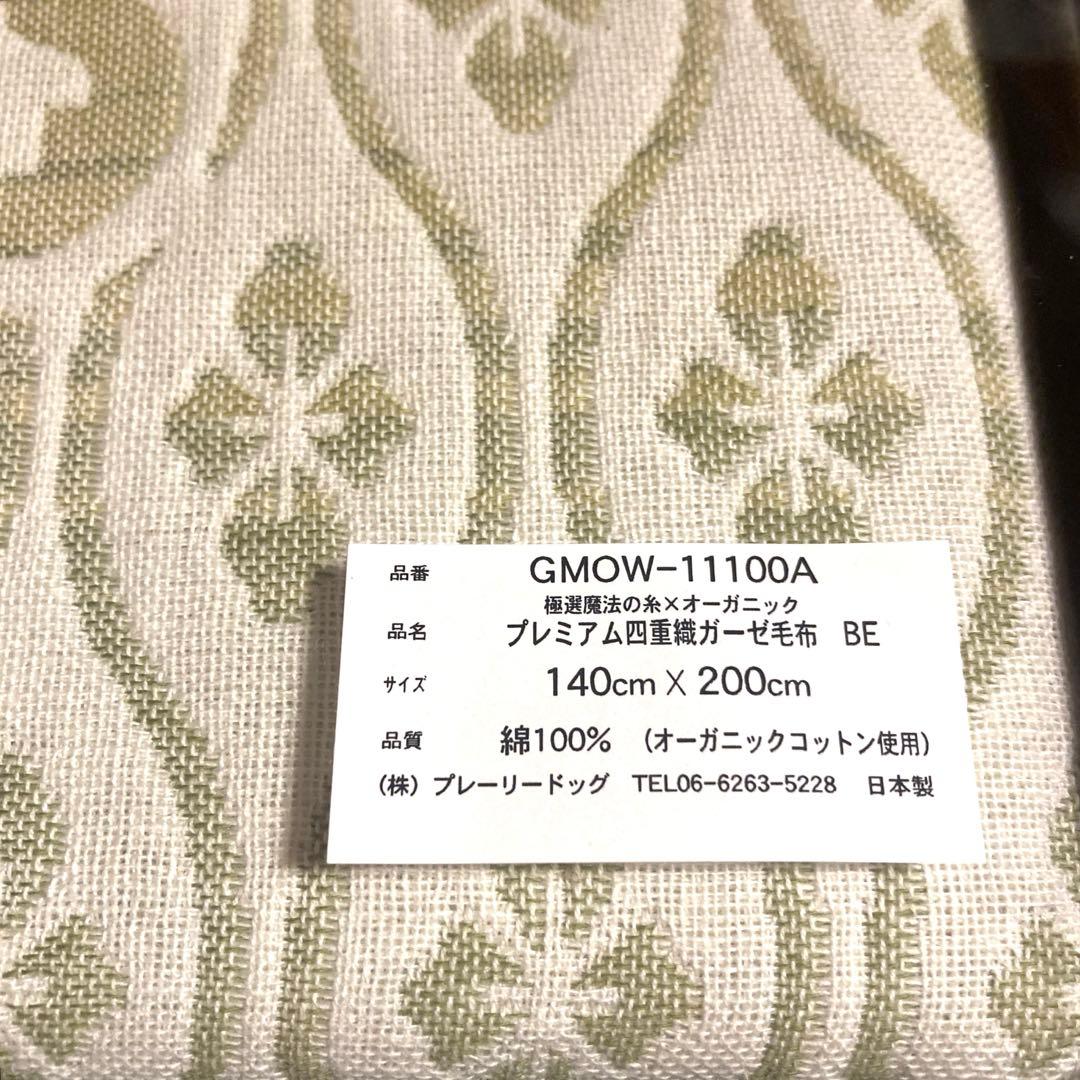 品番 GMOW-11100A
極選魔法の糸×オーガニック
品名 プレミアム四重織ガーゼ毛布 BE
サイズ 140cm X 200cm
品質 綿100% (オーガニックコットン使用)
(株) プレーリードッグ TEL06-6263-5228 日本製